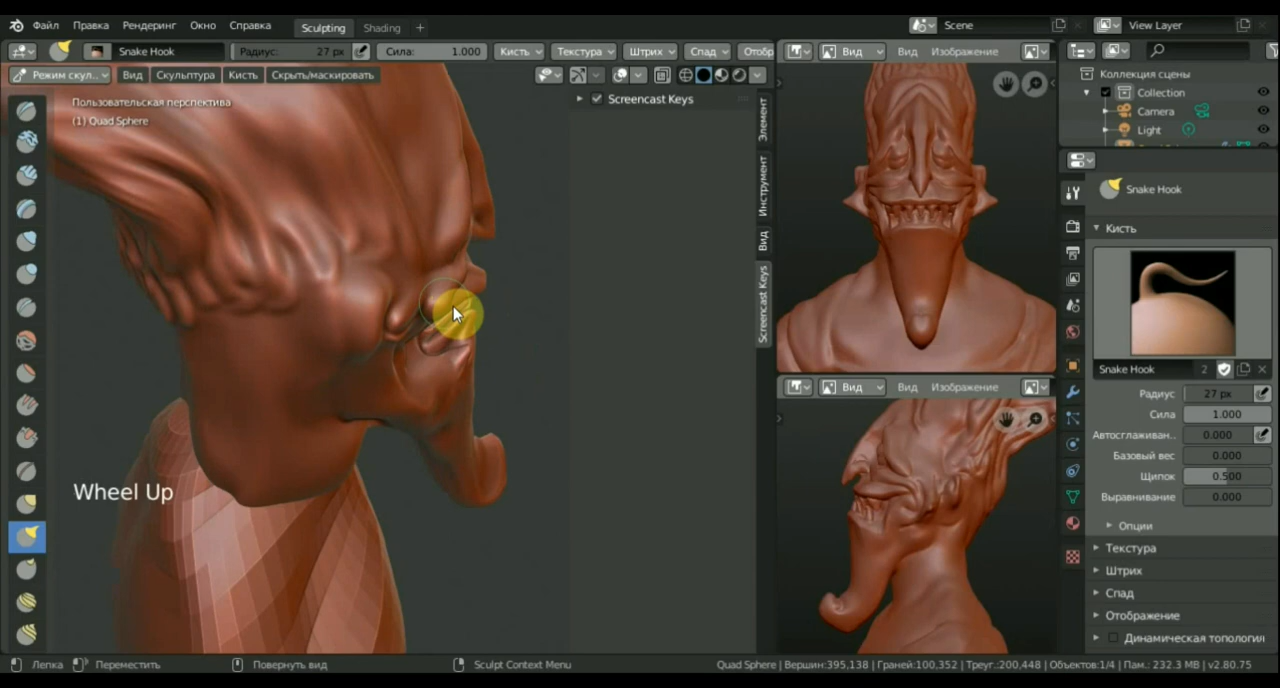 Файл Правка Рендеринг Окно Справка Sculpting Shading + Scene View Layer
Snake Hook Радиус: 27 px Сила: 1.000 Кисть Текстура Штрих Спад Отобр
Вид Вид Изображение
Режим скул.. Вид Скульптура Кисть Скрыть/маскировать
Пользовательская перспектива
(1) Quad Sphere
Screencast Keys
Элемент
Инструмент
Вид
Screencast Keys
Wheel Up
Вид Вид Изображение
Коллекция сцены
Collection
Camera
Light
Snake Hook
Кисть
Snake Hook 2
Радиус 27 px
Сила 1.000
Автосглаживан.. 0.000
Базовый вес 0.000
Щипок 0.500
Выравнивание 0.000
Опции
Текстура
Штрих
Спад
Отображение
Динамическая топологил
Лепка Переместить Повернуть вид Sculpt Context Menu Quad Sphere | Вершин:395,138 | Граней:100,352 | Треуг.:200,448 | Объектов:1/4 | Пам.: 232.3 MB | v2.80.75